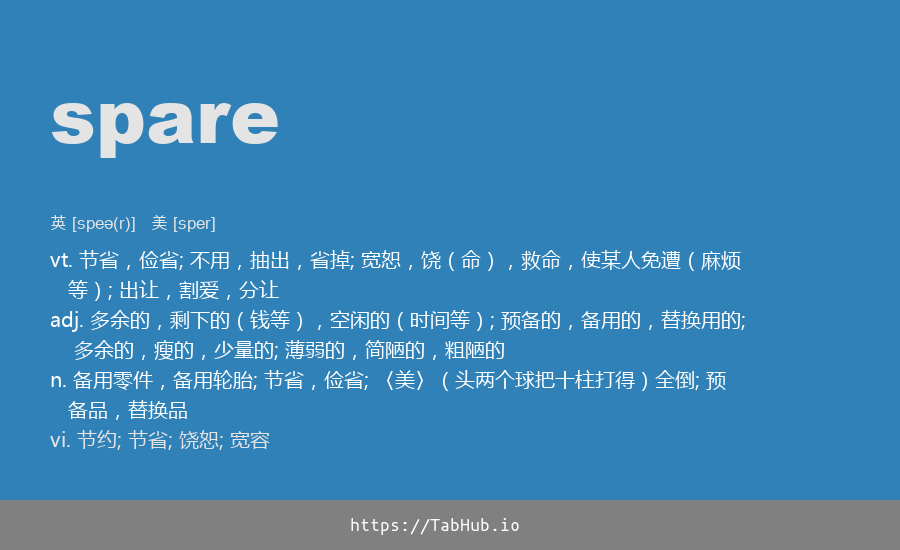 spare
英 [speə(r)] 美 [sper]
vt. 节省，俭省; 不用，抽出，省掉; 宽恕，饶（命），救命，使某人免遭（麻烦
等）; 出让，割爱，分让
adj. 多余的，剩下的（钱等），空闲的（时间等）; 预备的，备用的，替换用的;
多余的，瘦的，少量的; 薄弱的，简陋的，粗陋的
n. 备用零件，备用轮胎; 节省，俭省; 〈美〉（头两个球把十柱打得）全倒; 预
备品，替换品
vi. 节约; 节省; 饶恕; 宽容
https://TabHub.io